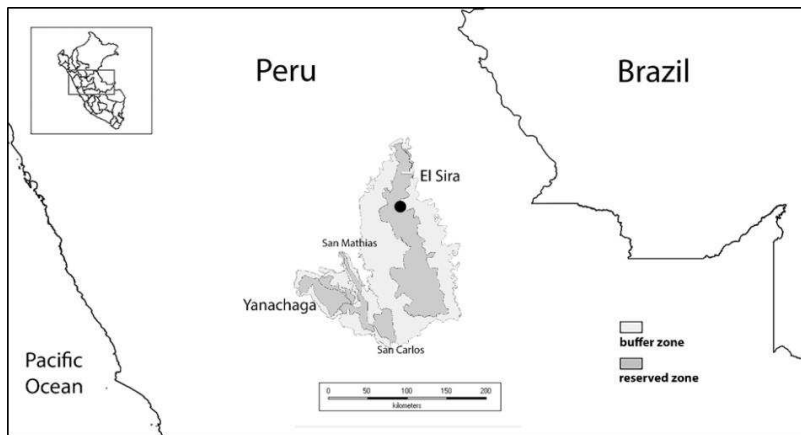 Peru
Brazil
El Sira
San Mathias
Yanachaga
San Carlos
Pacific
Ocean
buffer zone
reserved zone
0 50 100 150 200
kilometers